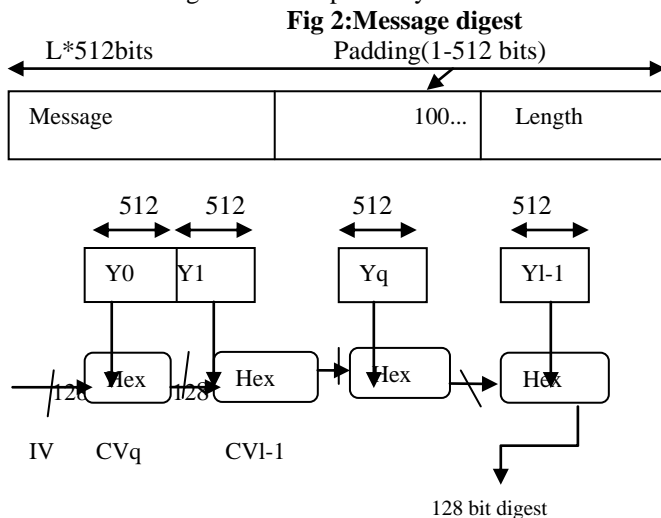 Fig 2:Message digest
L*512bits Padding(1-512 bits)
Message 100... Length
512 512 512 512
Y0 Y1 Yq Yl-1
Hex Hex Hex Hex
128
IV CVq CVl-1
128 bit digest